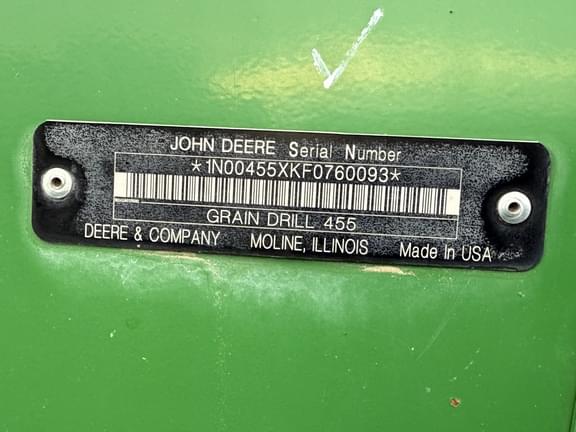 JOHN DEERE Serial Number
*1N00455XKF0760093*
GRAIN DRILL 455
DEERE & COMPANY MOLINE, ILLINOIS Made In USA